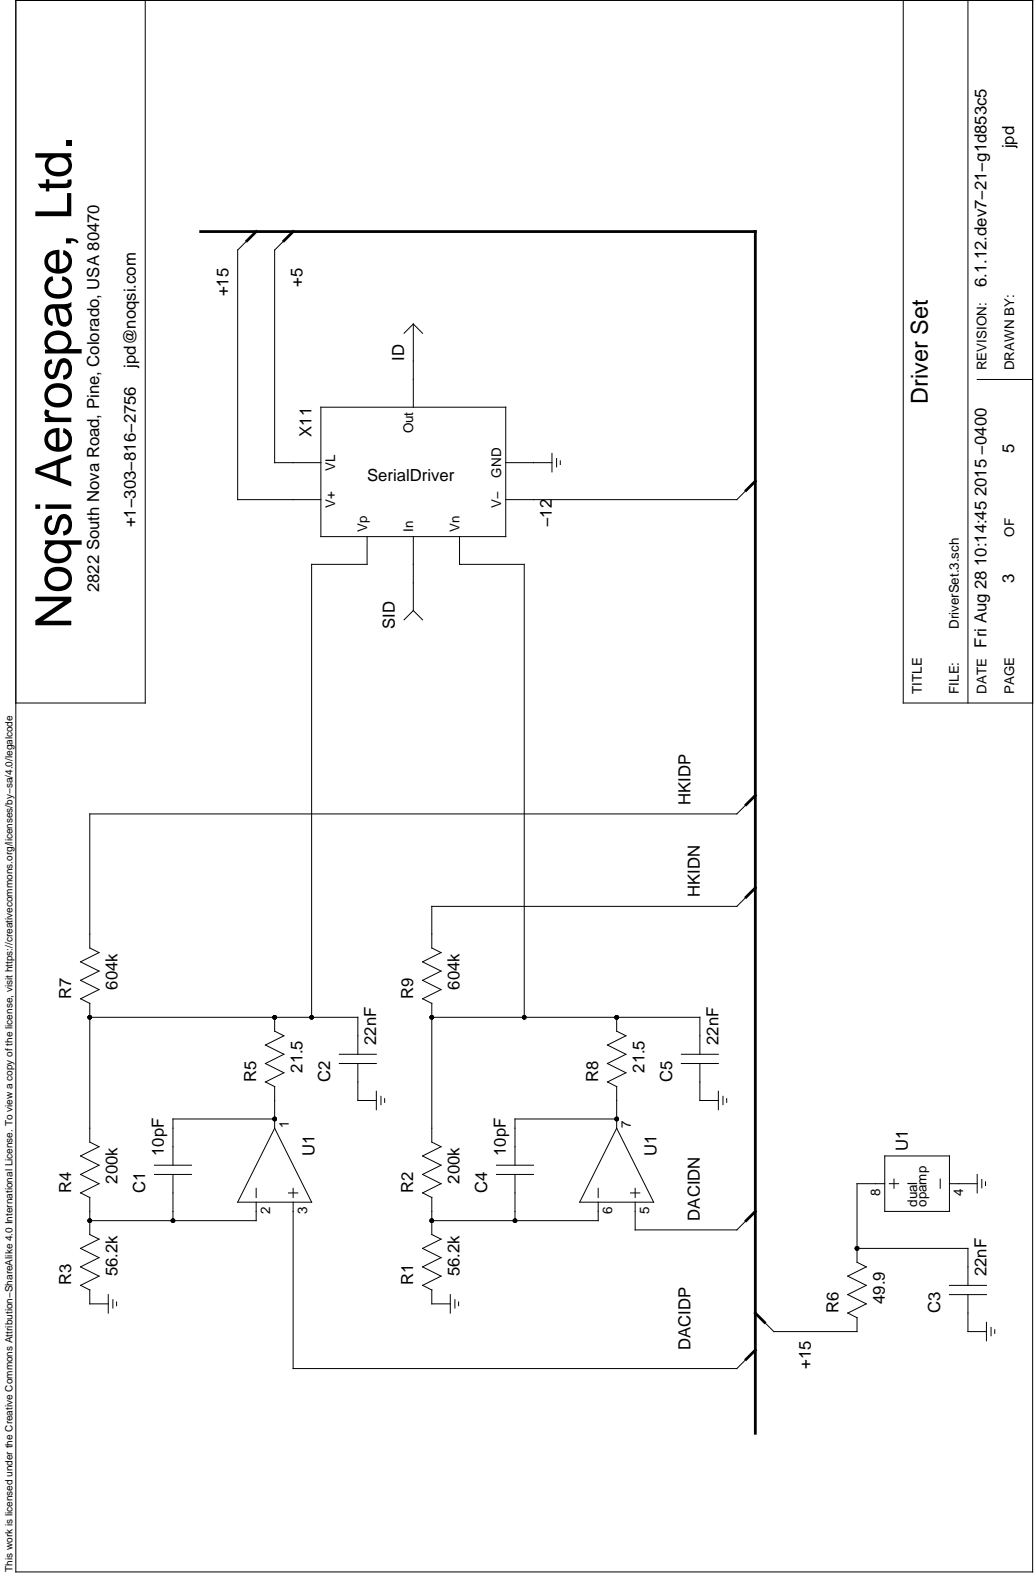 This work is licensed under the Creative Commons Attribution−ShareAlike 4.0 International License. To view a copy of the license, visit https://creativecommons.org/licenses/by−sa/4.0/legalcode
Noqsi Aerospace, Ltd.
2822 South Nova Road, Pine, Colorado, USA 80470
+1−303−816−2756 jpd@noqsi.com
R3
56.2k
R4
200k
R7
604k
C1
10pF
2
3
1
U1
R5
21.5
C2
22nF
R1
56.2k
R2
200k
R9
604k
C4
10pF
6
5
7
U1
R8
21.5
C5
22nF
DACIDP
DACIDN
HKIDN
HKIDP
+15
+5
X11
V+
VL
Vp
In
Vn
SerialDriver
Out
V−
GND
SID
ID
−12
+15
R6
49.9
C3
22nF
U1
8
+
dual
opamp
−
4
TITLE
Driver Set
FILE: DriverSet.3.sch
REVISION: 6.1.12.dev7−21−g1d853c5
DATE Fri Aug 28 10:14:45 2015 −0400
PAGE 3 OF 5
DRAWN BY: jpd